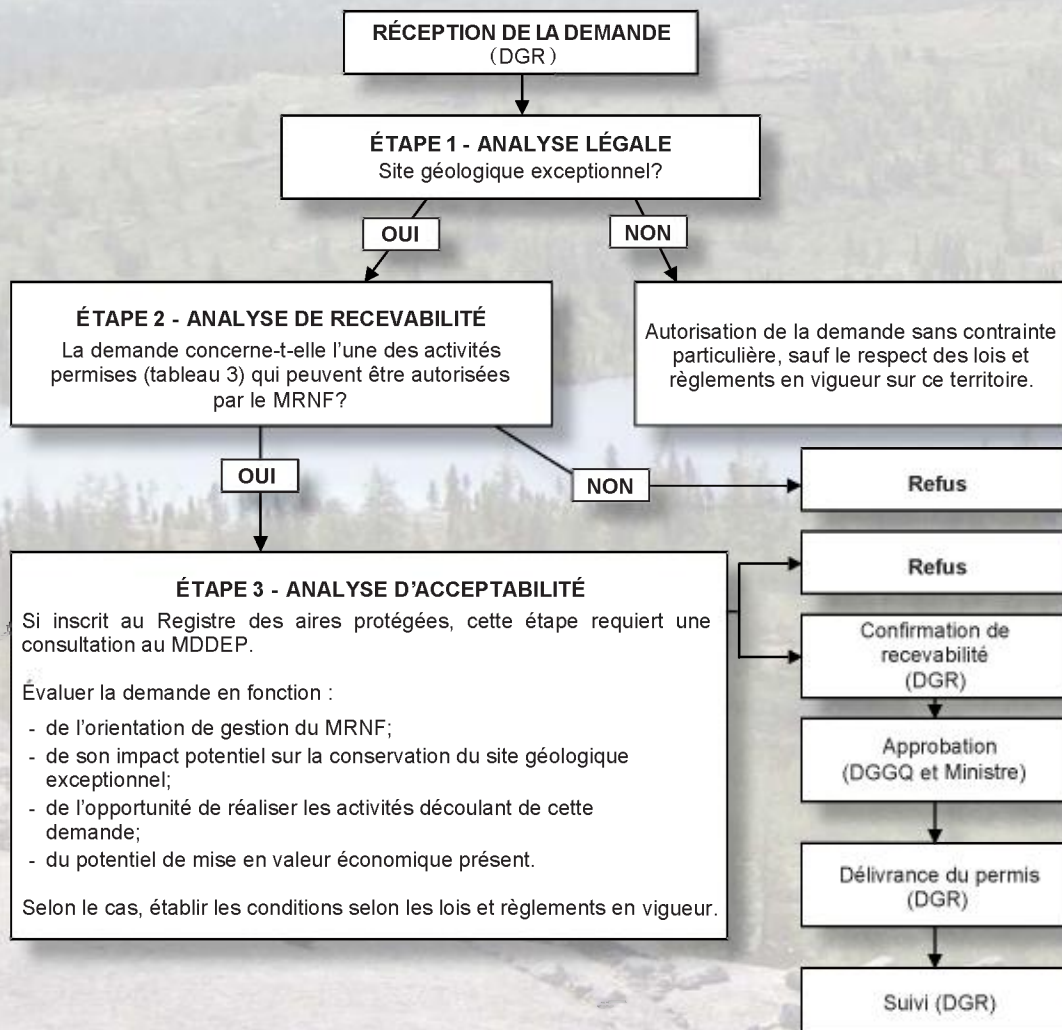 RÉCEPTION DE LA DEMANDE
(DGR)
ÉTAPE 1 - ANALYSE LÉGALE
Site géologique exceptionnel?
OUI
NON
ÉTAPE 2 - ANALYSE DE RECEVABILITÉ
La demande concerne-t-elle l'une des activités
permises (tableau 3) qui peuvent être autorisées
par le MRNF?
Autorisation de la demande sans contrainte
particulière, sauf le respect des lois et
règlements en vigueur sur ce territoire.
OUI
NON
Refus
ÉTAPE 3 - ANALYSE D'ACCEPTABILITÉ
Si inscrit au Registre des aires protégées, cette étape requiert une
consultation au MDDEP.
Évaluer la demande en fonction :
- de l'orientation de gestion du MRNF;
- de son impact potentiel sur la conservation du site géologique
exceptionnel;
- de l'opportunité de réaliser les activités découlant de cette
demande;
- du potentiel de mise en valeur économique présent.
Selon le cas, établir les conditions selon les lois et règlements en vigueur.
Refus
Confirmation de
recevabilité
(DGR)
Approbation
(DGGQ et Ministre)
Délivrance du permis
(DGR)
Suivi (DGR)